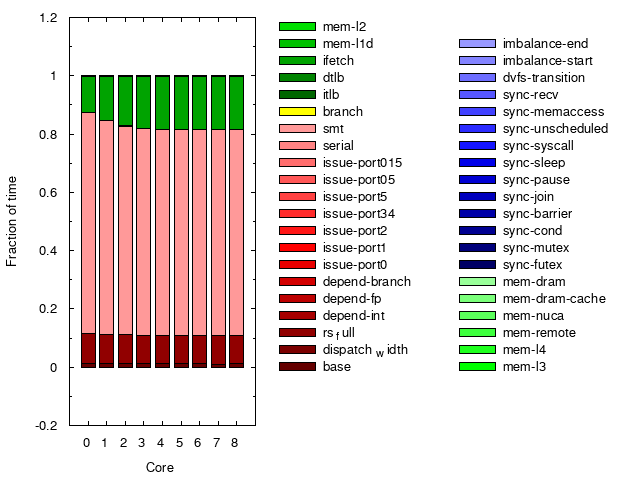 1.2
1
0.8
0.6
0.4
0.2
0
-0.2
Fraction of time
0 1 2 3 4 5 6 7 8
Core
mem-l2
mem-l1d
ifetch
dtlb
itlb
branch
smt
serial
issue-port015
issue-port05
issue-port5
issue-port34
issue-port2
issue-port1
issue-port0
depend-branch
depend-fp
depend-int
rs_full
dispatch_width
base
imbalance-end
imbalance-start
dvfs-transition
sync-recv
sync-memaccess
sync-unscheduled
sync-syscall
sync-sleep
sync-pause
sync-join
sync-barrier
sync-cond
sync-mutex
sync-futex
mem-dram
mem-dram-cache
mem-nuca
mem-remote
mem-l4
mem-l3